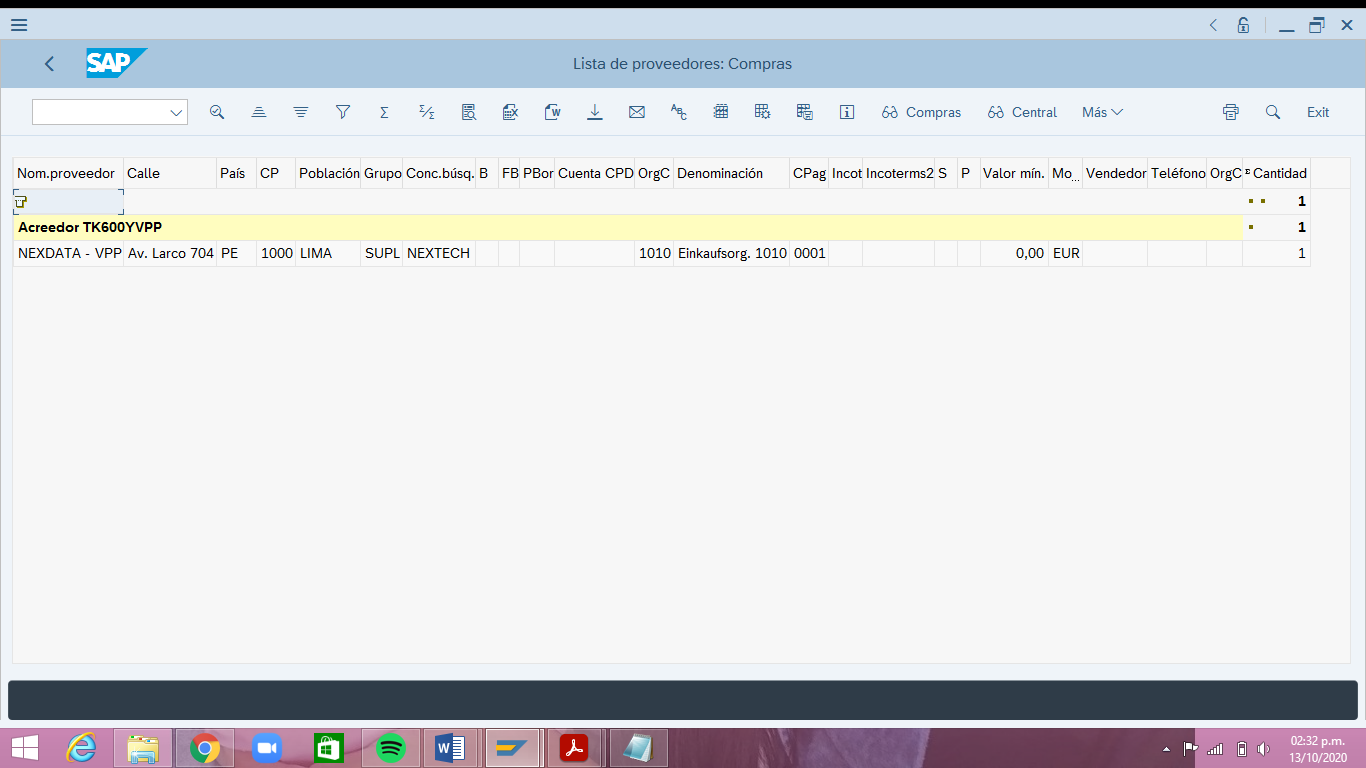 SAP
Lista de proveedores: Compras
Compras Central Más Exit
Nom.proveedor Calle País CP Población Grupo Conc.búsq. B FB PBor Cuenta CPD OrgC Denominación CPag Incot Incoterms2 S P Valor mín. Mo... Vendedor Teléfono OrgC Cantidad
1
Acreedor TK600YVPP 1
NEXDATA - VPP Av. Larco 704 PE 1000 LIMA SUPL NEXTECH 1010 Einkaufsorg. 1010 0001 0,00 EUR 1
02:32 p.m.
13/10/2020